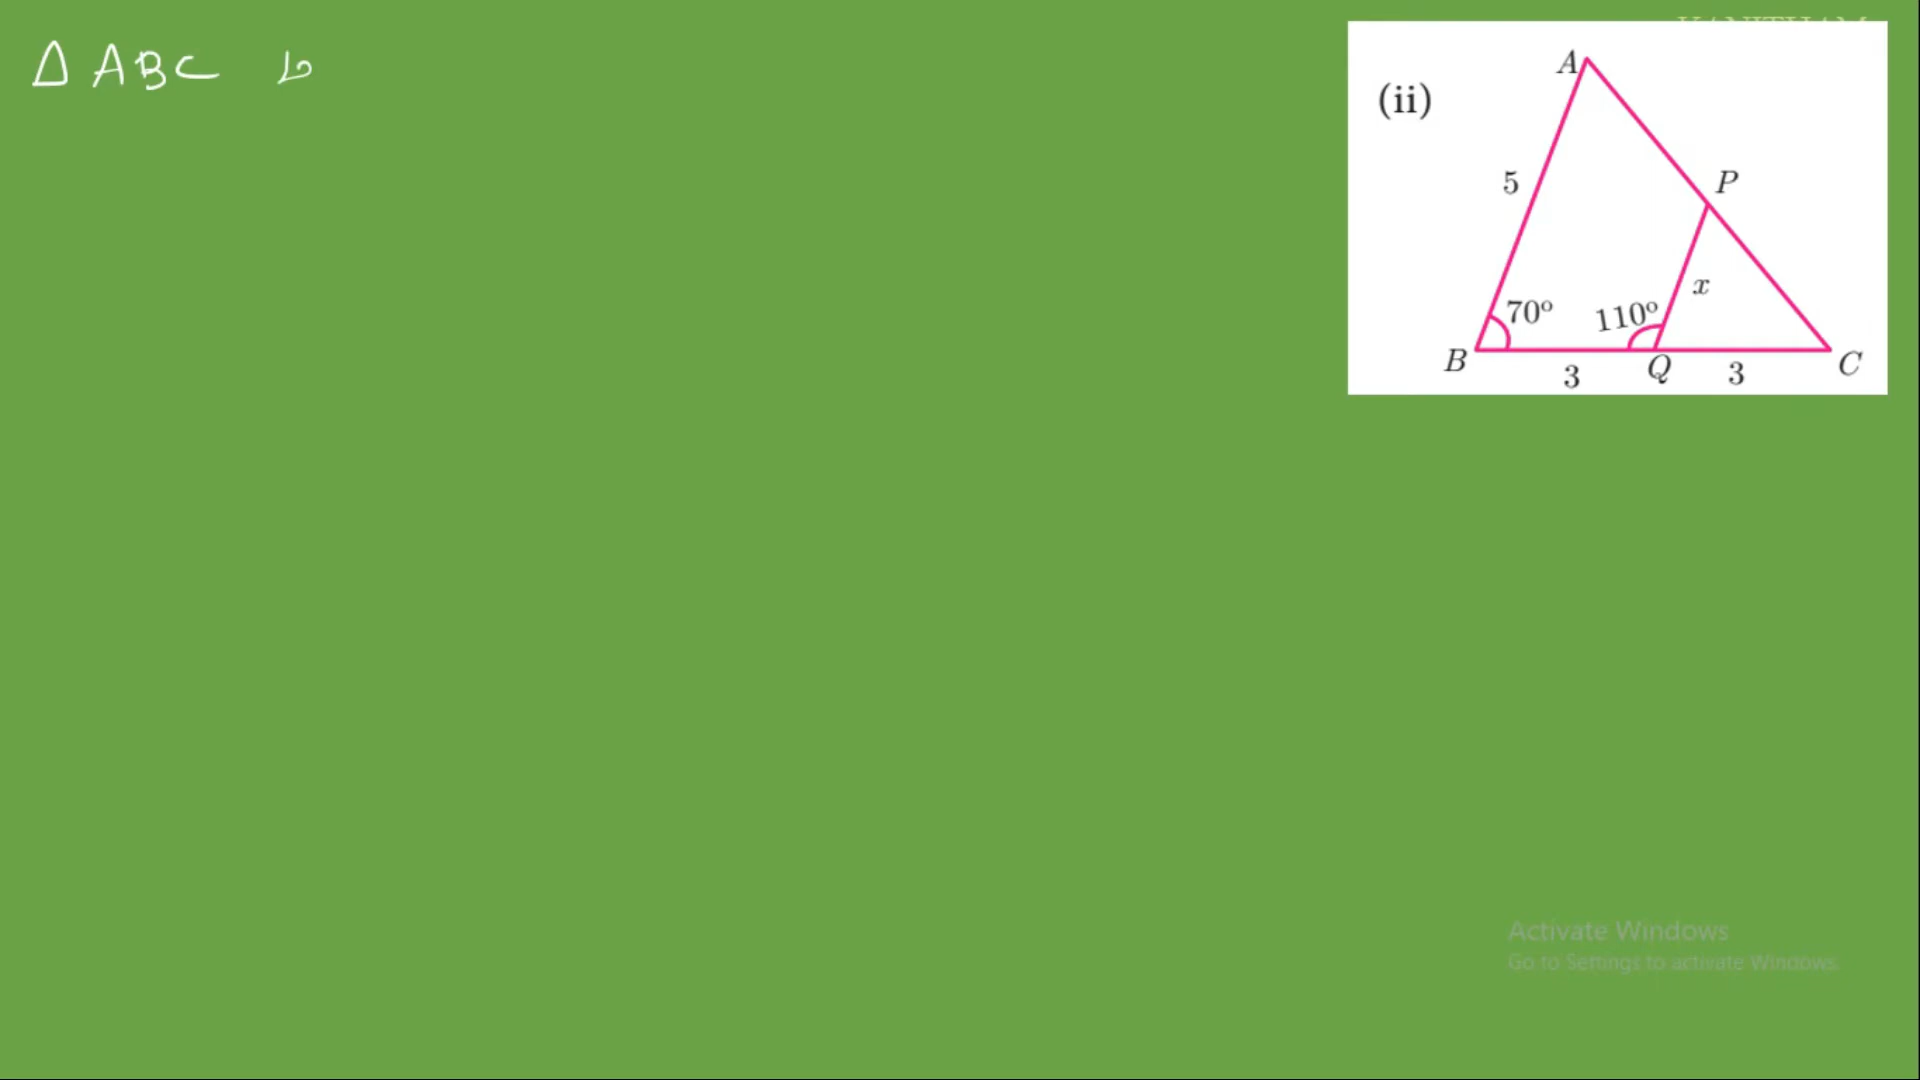 Δ ABC
(ii)
A
P
5
x
70°
110°
B
3
Q
3
C
Activate Windows
Go to Settings to activate Windows.